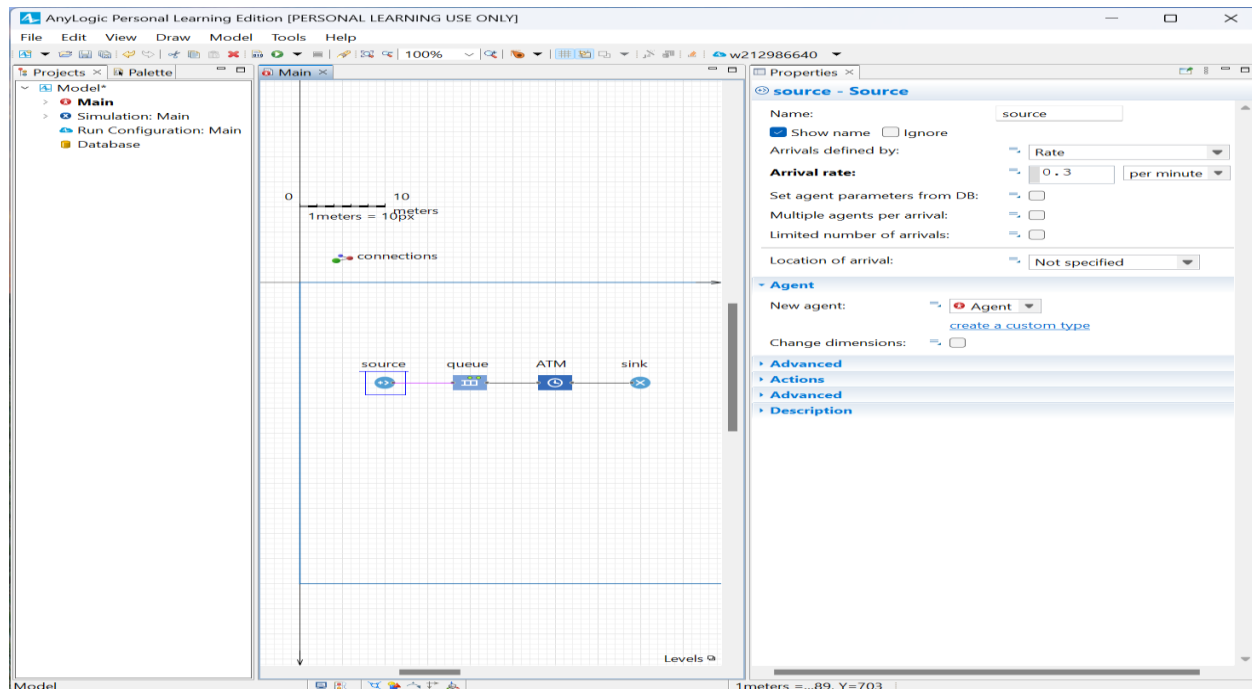 AnyLogic Personal Learning Edition [PERSONAL LEARNING USE ONLY]
File Edit View Draw Model Tools Help
100%
w212986640
Projects
Palette
Main
Properties
Model*
Main
Simulation: Main
Run Configuration: Main
Database
0
10
meters
1meters = 10px
connections
source
queue
ATM
sink
Levels
source - Source
Name: source
Show name Ignore
Arrivals defined by: Rate
Arrival rate: 0.3 per minute
Set agent parameters from DB:
Multiple agents per arrival:
Limited number of arrivals:
Location of arrival: Not specified
Agent
New agent: Agent
create a custom type
Change dimensions:
Advanced
Actions
Advanced
Description
Model
1meters =...89, Y=703